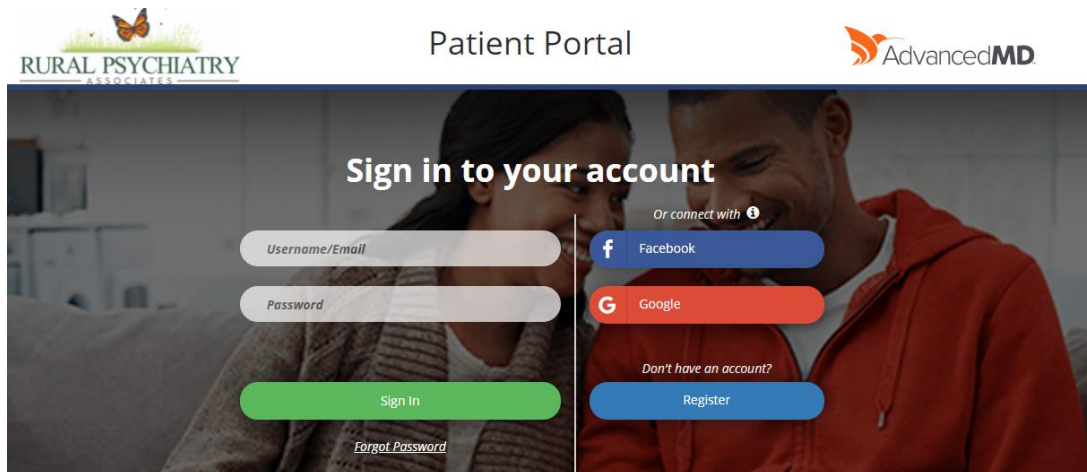 RURAL PSYCHIATRY
ASSOCIATES
Patient Portal
AdvancedMD
Sign in to your account
Username/Email
Password
Sign In
Forgot Password
Or connect with
Facebook
Google
Don't have an account?
Register